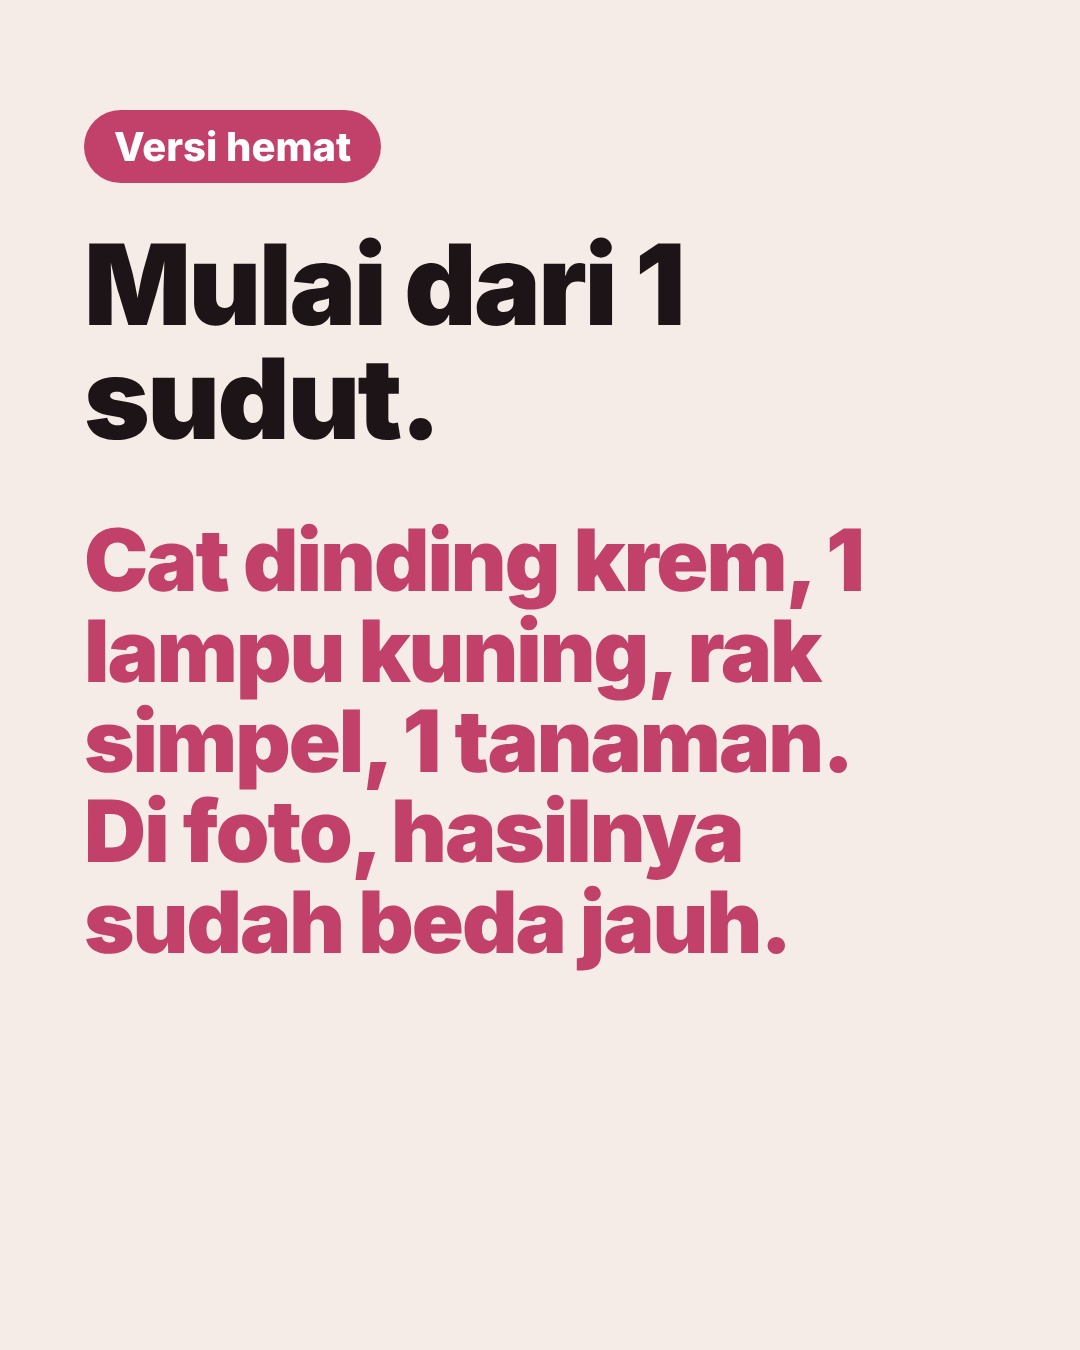 Versi hemat
Mulai dari 1
sudut.
Cat dinding krem, 1
lampu kuning, rak
simpel, 1 tanaman.
Di foto, hasilnya
sudah beda jauh.